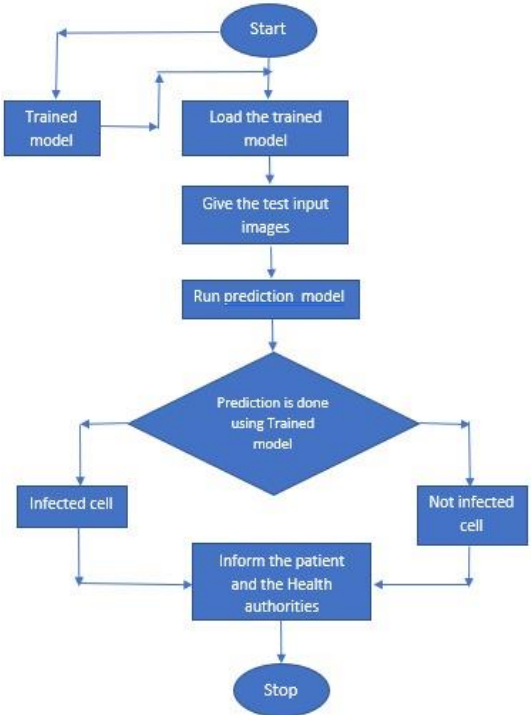 Start
Trained
model
Load the trained
model
Give the test input
images
Run prediction model
Prediction is done
using Trained
model
Infected cell
Not infected
cell
Inform the patient
and the Health
authorities
Stop